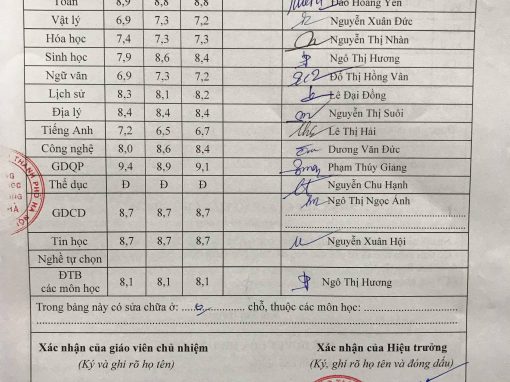 Toán 8,9 8,8 8,8 Đào Hoàng Yến
Vật lý 6,9 7,3 7,2 Nguyễn Xuân Đức
Hóa học 7,4 7,3 7,3 Nguyễn Thị Nhàn
Sinh học 7,9 8,6 8,4 Ngô Thị Hương
Ngữ văn 6,9 7,3 7,2 Đỗ Thị Hồng Vân
Lịch sử 8,3 8,1 8,2 Lê Đại Đồng
Địa lý 8,4 8,4 8,4 Nguyễn Thị Suối
Tiếng Anh 7,2 6,5 6,7 Lê Thị Hải
Công nghệ 8,0 8,6 8,4 Dương Văn Đức
GDQP 9,4 8,9 9,1 Phạm Thúy Giang
Thể dục Đ Đ Đ Nguyễn Chu Hạnh
GDCD 8,7 8,7 8,7 Ngô Thị Ngọc Ánh
Tin học 8,7 8,7 8,7 Nguyễn Xuân Hội
Nghề tự chọn
ĐTB
các môn học 8,1 8,1 8,1 Ngô Thị Hương
Trong bảng này có sửa chữa ở: chỗ, thuộc các môn học:
Xác nhận của giáo viên chủ nhiệm Xác nhận của Hiệu trưởng
(Ký và ghi rõ họ tên) (Ký, ghi rõ họ tên và đóng dấu)
THÀNH PHỐ HÀ NỘI